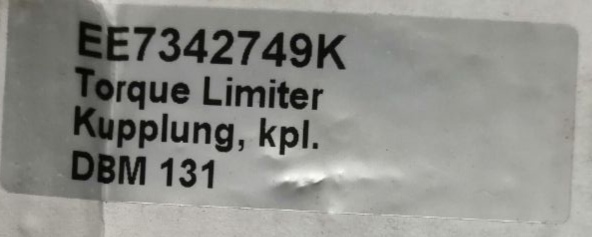 EE7342749K
Torque Limiter
Kupplung, kpl.
DBM 131